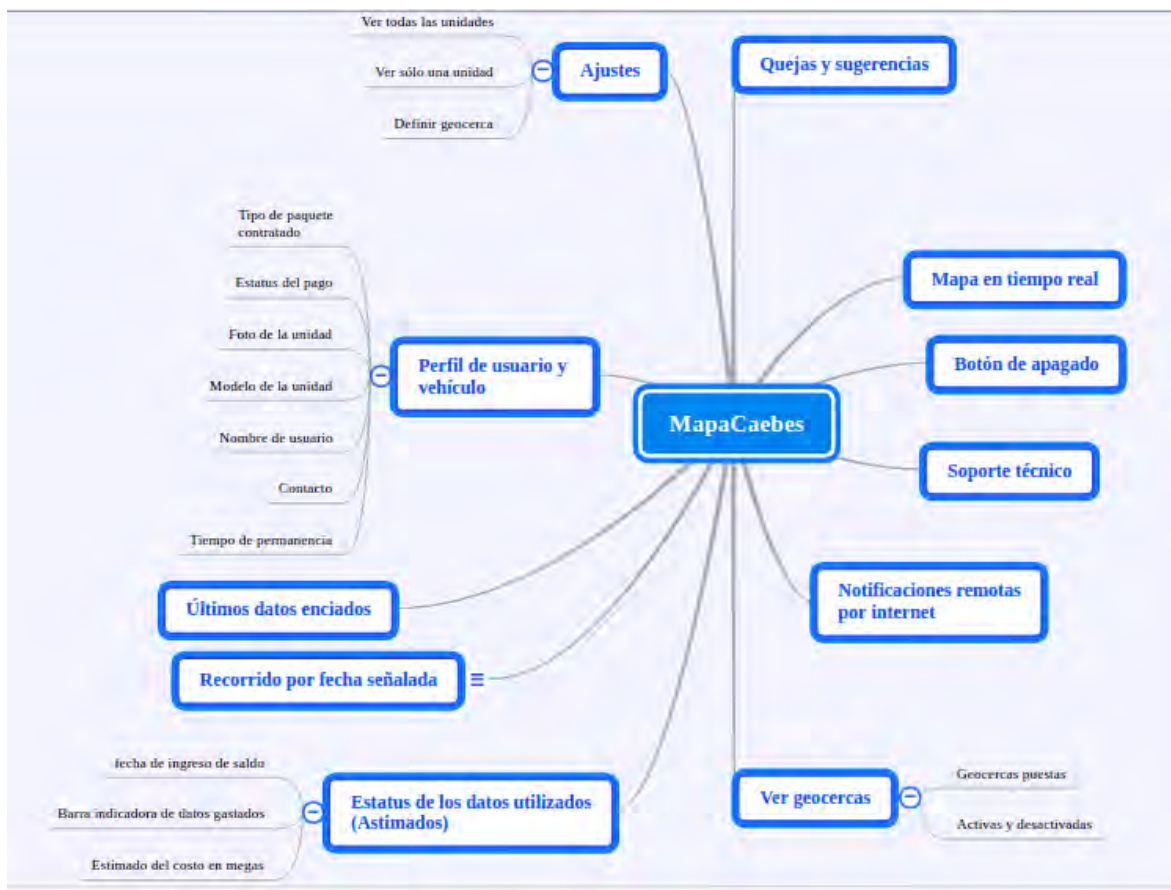 Ver todas las unidades
Ver sólo una unidad
Definir geocerca
Ajustes
Quejas y sugerencias
Tipo de paquete
contratado
Estatus del pago
Foto de la unidad
Modelo de la unidad
Nombre de usuario
Contacto
Tiempo de permanencia
Perfil de usuario y
vehículo
MapaCaebes
Mapa en tiempo real
Botón de apagado
Soporte técnico
Notificaciones remotas
por internet
Últimos datos enciados
Recorrido por fecha señalada
fecha de ingreso de saldo
Barra indicadora de datos gastados
Estimado del costo en megas
Estatus de los datos utilizados
(Astimados)
Ver geocercas
Geocercas puestas
Activas y desactivadas